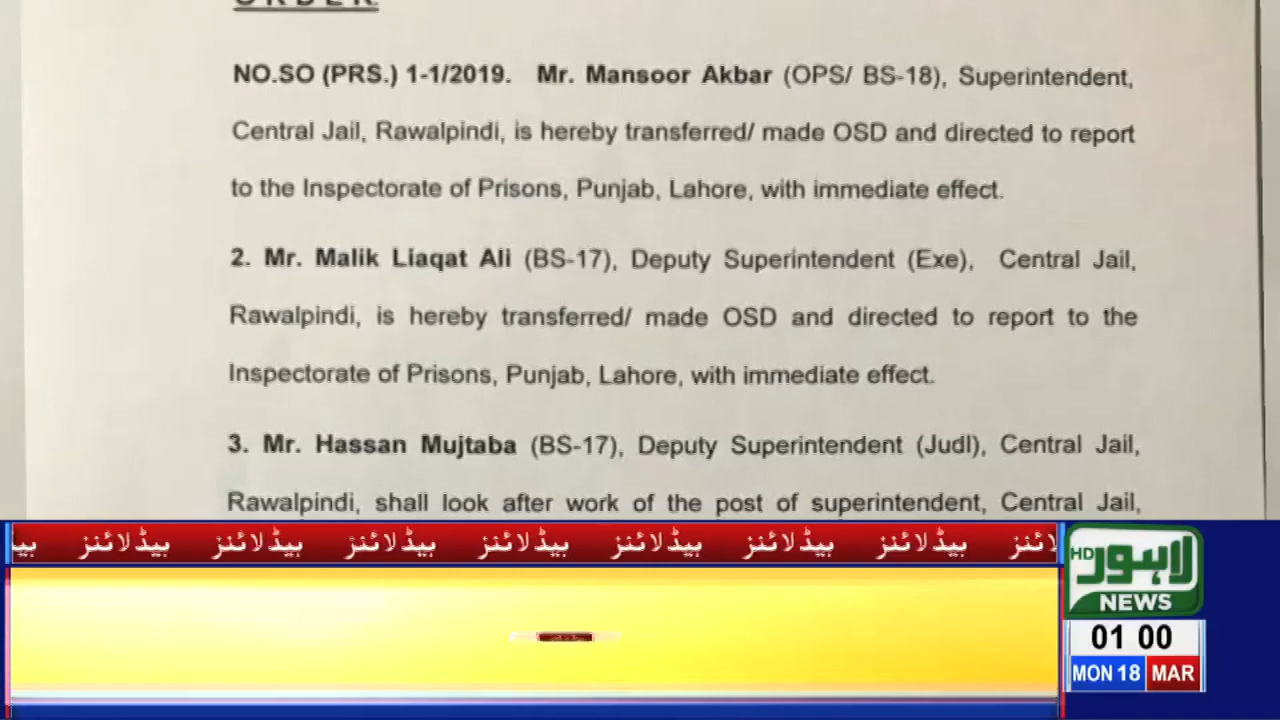 ORDER
NO.SO (PRS.) 1-1/2019. Mr. Mansoor Akbar (OPS/ BS-18), Superintendent,
Central Jail, Rawalpindi, is hereby transferred/ made OSD and directed to report
to the Inspectorate of Prisons, Punjab, Lahore, with immediate effect.
2. Mr. Malik Liaqat Ali (BS-17), Deputy Superintendent (Exe), Central Jail,
Rawalpindi, is hereby transferred/ made OSD and directed to report to the
Inspectorate of Prisons, Punjab, Lahore, with immediate effect.
3. Mr. Hassan Mujtaba (BS-17), Deputy Superintendent (Judl), Central Jail,
Rawalpindi, shall look after work of the post of superintendent, Central Jail,
ہیڈلائنز ہیڈلائنز ہیڈلائنز ہیڈلائنز ہیڈلائنز ہیڈلائنز ہیڈلائنز
HD لاہور
NEWS
01 00
MON 18 MAR